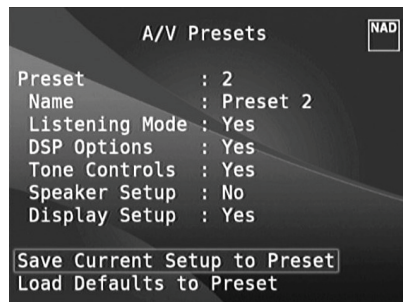 A/V Presets
NAD
Preset : 2
Name : Preset 2
Listening Mode : Yes
DSP Options : Yes
Tone Controls : Yes
Speaker Setup : No
Display Setup : Yes
Save Current Setup to Preset
Load Defaults to Preset